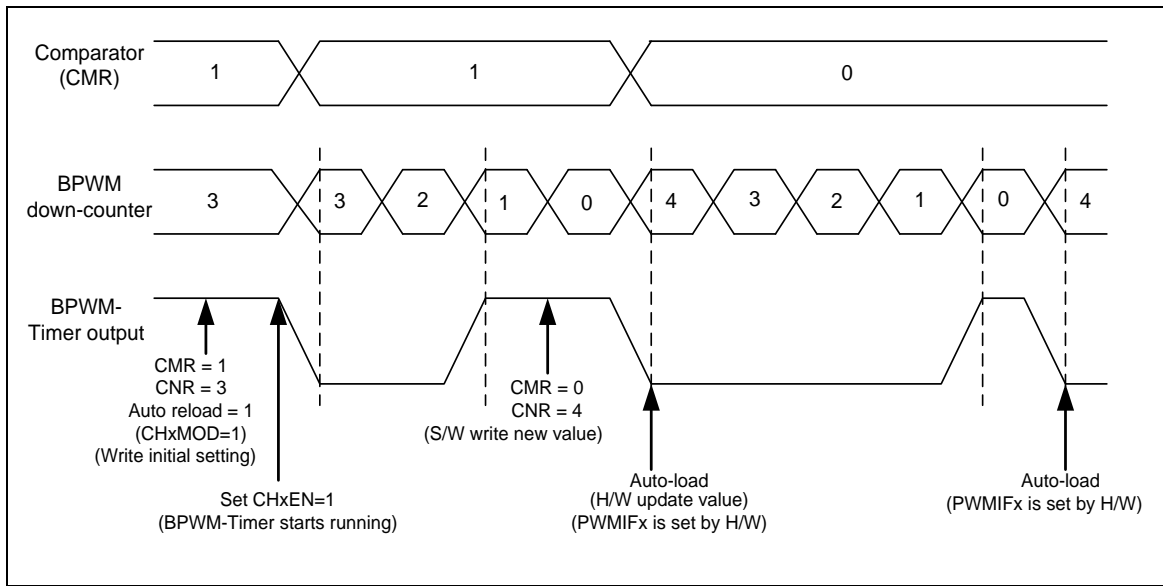 Comparator
(CMR)
1
1
0
BPWM
down-counter
3
3
2
1
0
4
3
2
1
0
4
BPWM-
Timer output
CMR = 1
CNR = 3
Auto reload = 1
(CHxMOD=1)
(Write initial setting)
Set CHxEN=1
(BPWM-Timer starts running)
CMR = 0
CNR = 4
(S/W write new value)
Auto-load
(H/W update value)
(PWMIFx is set by H/W)
Auto-load
(PWMIFx is set by H/W)